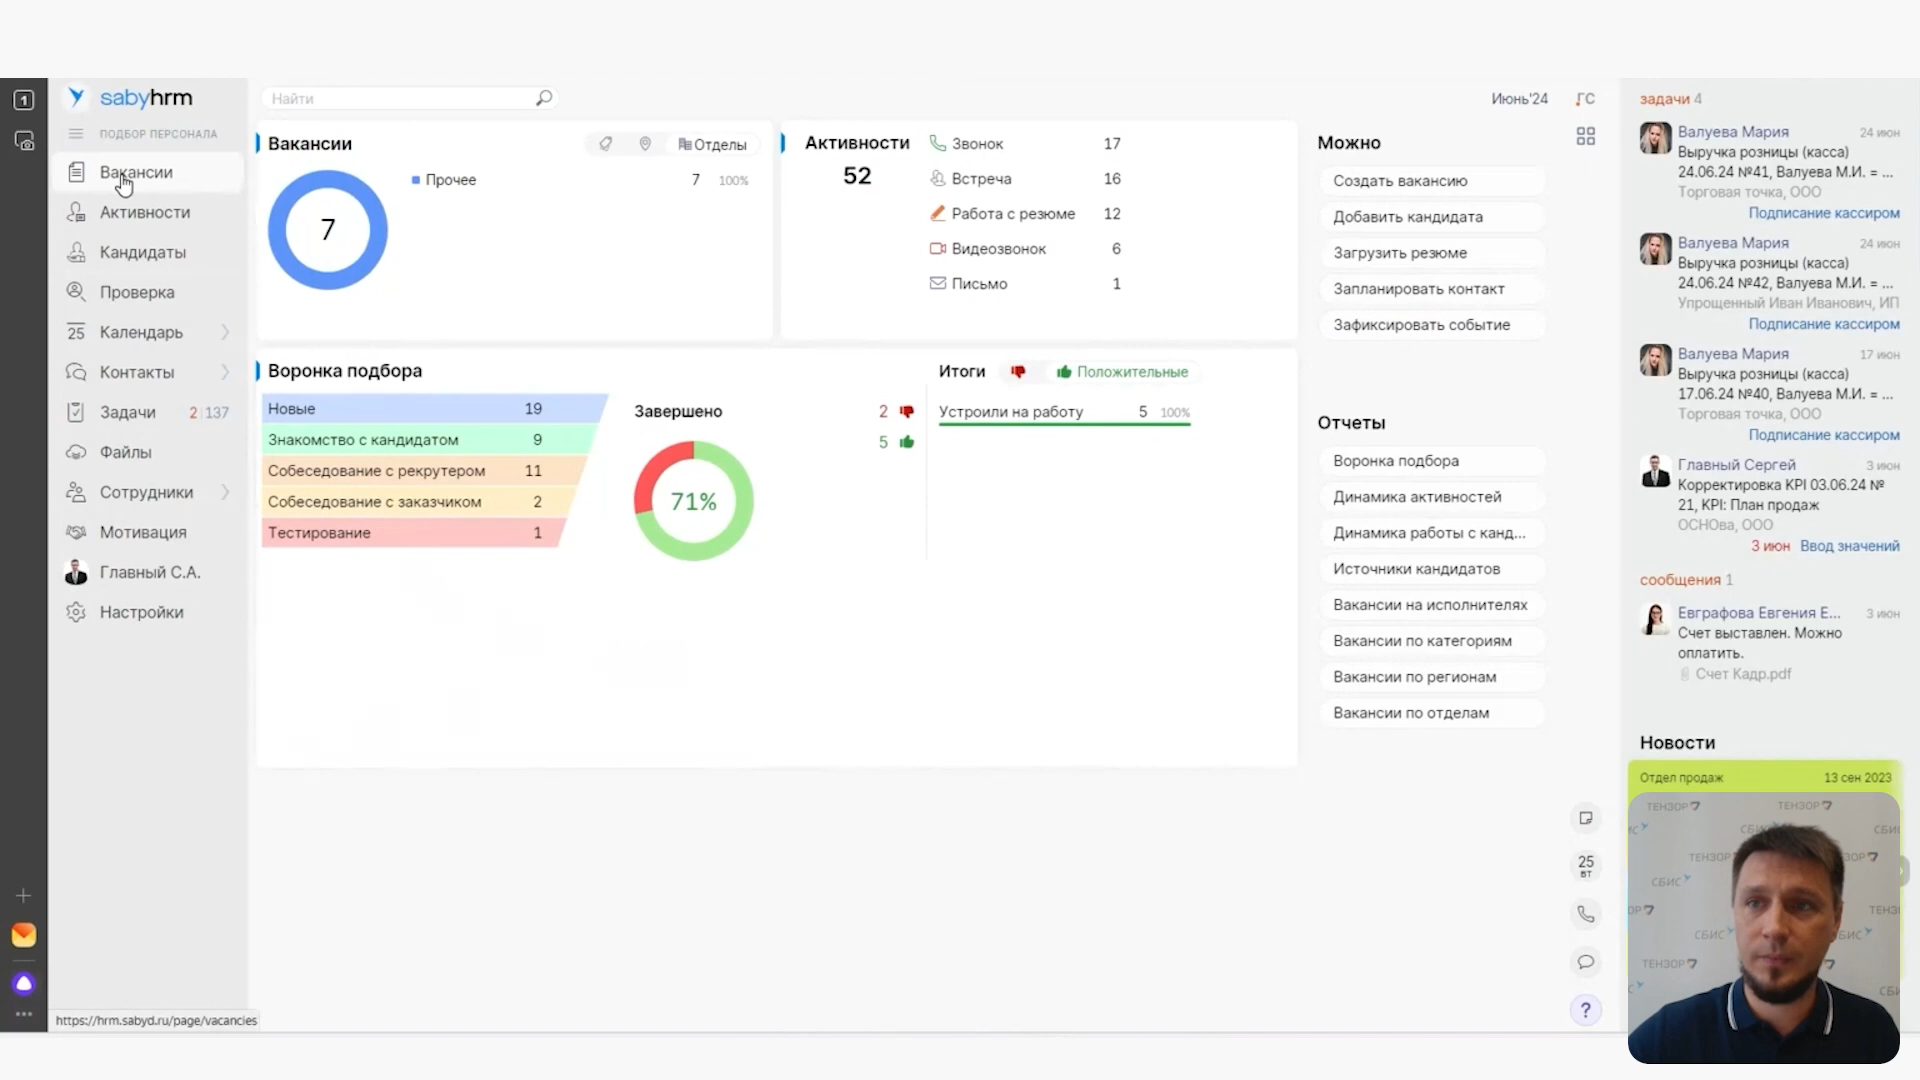 1
sabyhrm
ПОДБОР ПЕРСОНАЛА
Вакансии
Активности
Кандидаты
Проверка
25 Календарь
Контакты
Задачи 2 137
Файлы
Сотрудники
Мотивация
Главный С.А.
Настройки
https://hrm.sabyd.ru/page/vacancies
Найти
Июнь'24
ГС
Вакансии
Отделы
7
Прочее 7 100%
Активности
52
Звонок 17
Встреча 16
Работа с резюме 12
Видеозвонок 6
Письмо 1
Воронка подбора
Новые 19
Знакомство с кандидатом 9
Собеседование с рекрутером 11
Собеседование с заказчиком 2
Тестирование 1
Завершено
2
5
71%
Итоги Положительные
Устроили на работу 5 100%
Можно
Создать вакансию
Добавить кандидата
Загрузить резюме
Запланировать контакт
Зафиксировать событие
Отчеты
Воронка подбора
Динамика активностей
Динамика работы с канд...
Источники кандидатов
Вакансии на исполнителях
Вакансии по категориям
Вакансии по регионам
Вакансии по отделам
25
ВТ
?
задачи 4
Валуева Мария 24 июн
Выручка розницы (касса)
24.06.24 №41, Валуева М.И. = ...
Торговая точка, ООО
Подписание кассиром
Валуева Мария 24 июн
Выручка розницы (касса)
24.06.24 №42, Валуева М.И. = ...
Упрощенный Иван Иванович, ИП
Подписание кассиром
Валуева Мария 17 июн
Выручка розницы (касса)
17.06.24 №40, Валуева М.И. = ...
Торговая точка, ООО
Подписание кассиром
Главный Сергей 3 июн
Корректировка KPI 03.06.24 №
21, KPI: План продаж
ОСНОва, ООО
3 июн Ввод значений
сообщения 1
Евграфова Евгения Е... 3 июн
Счет выставлен. Можно
оплатить.
Счет Кадр.pdf
Новости
Отдел продаж 13 сен 2023
ТЕНЗОР ТЕНЗОР
СБИС
ТЕНЗОР
СБИС
СБИС
ТЕНЗОР